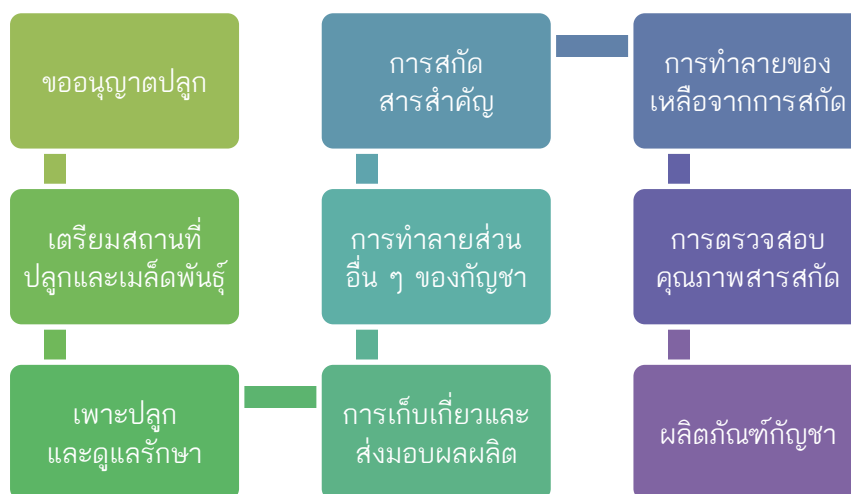 ขออนุญาตปลูก
เตรียมสถานที่
ปลูกและเมล็ดพันธุ์
เพาะปลูก
และดูแลรักษา
การเก็บเกี่ยวและ
ส่งมอบผลผลิต
การทำลายส่วน
อื่น ๆ ของกัญชา
การสกัด
สารสำคัญ
การทำลายของ
เหลือจากการสกัด
การตรวจสอบ
คุณภาพสารสกัด
ผลิตภัณฑ์กัญชา